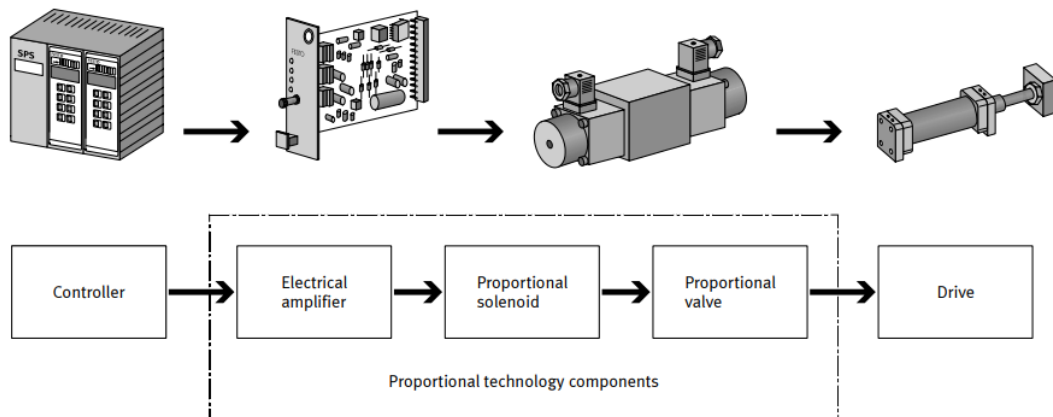 SPS
Controller
Electrical
amplifier
Proportional
solenoid
Proportional
valve
Drive
Proportional technology components